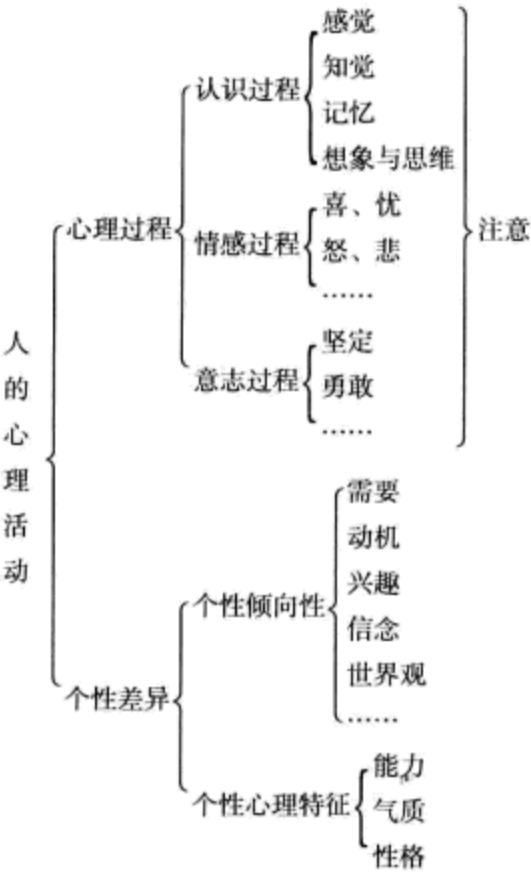 人的心理活动
心理过程
认识过程
感觉
知觉
记忆
想象与思维
情感过程
喜、忧
怒、悲
……
意志过程
坚定
勇敢
……
注意
个性差异
个性倾向性
需要
动机
兴趣
信念
世界观
……
个性心理特征
能力
气质
性格